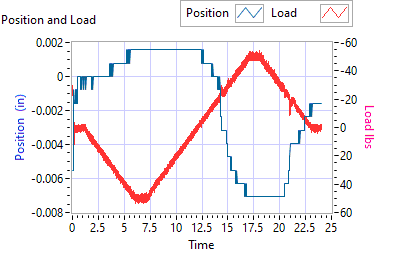 Position Load
Position and Load
0.002 -60
-40
0
-20
-0.002
0
-0.004
20
-0.006 40
-0.008 60
0 2.5 5 7.5 10 12.5 15 17.5 20 22.5 25
Time
Position (in)
Load lbs